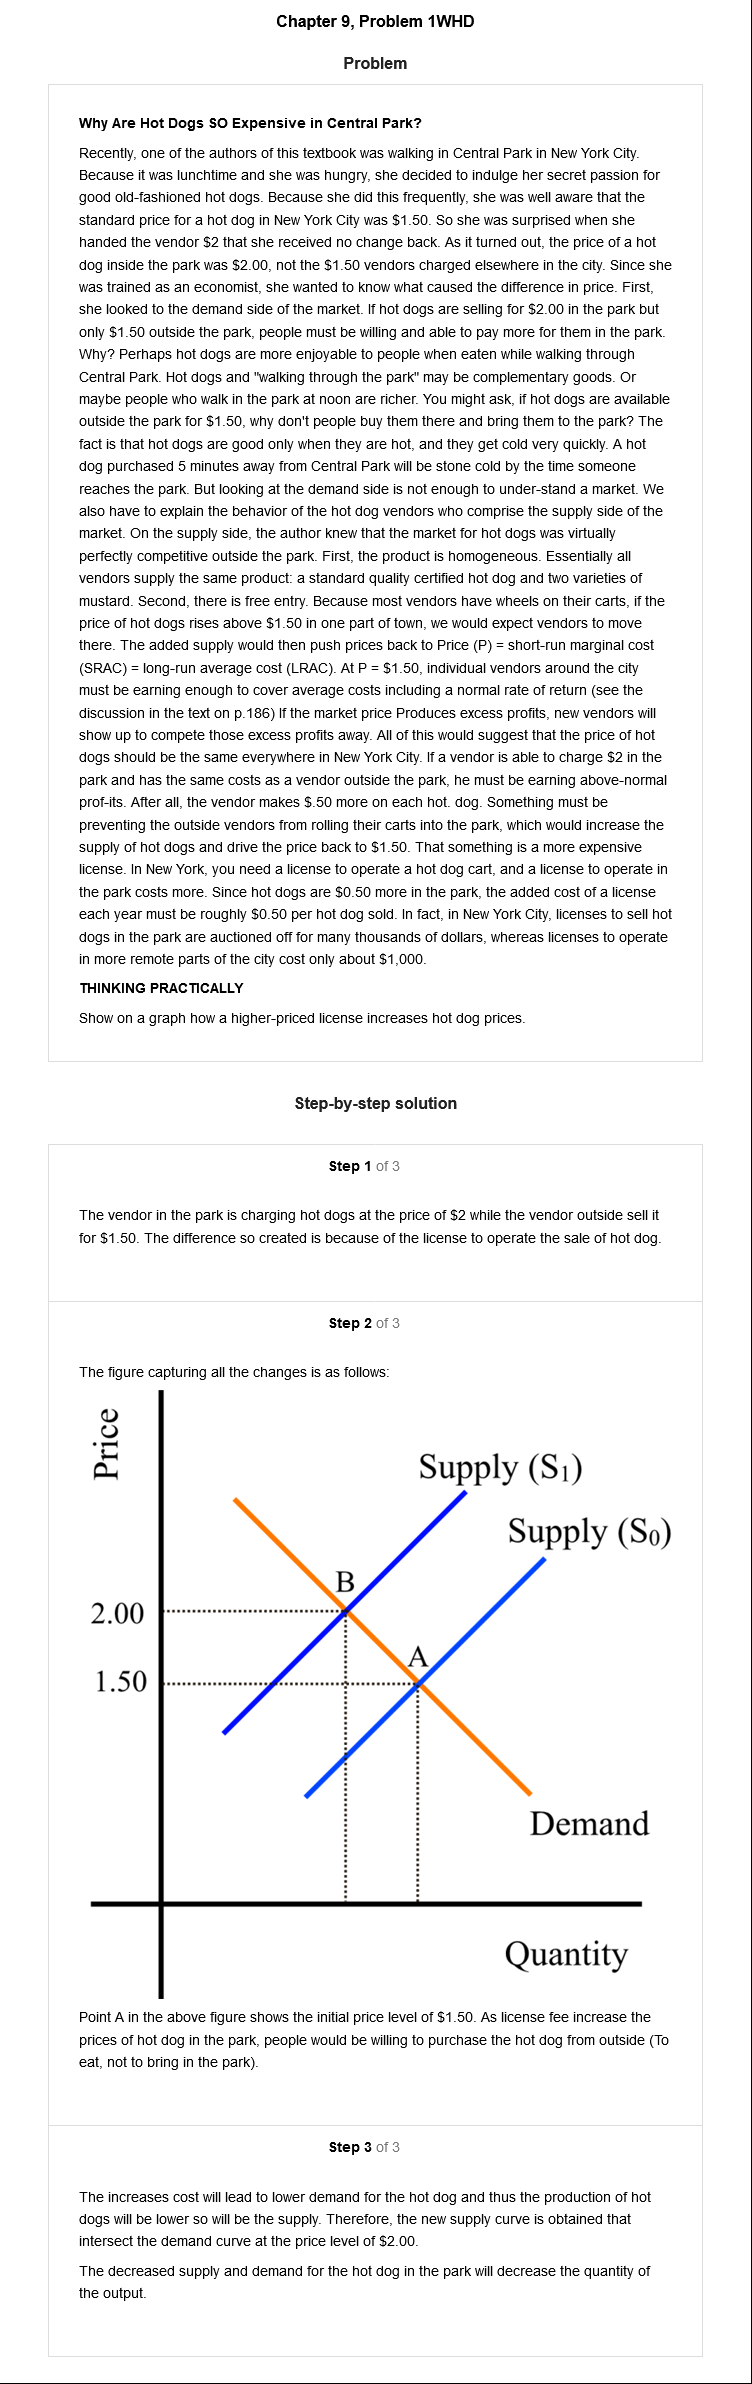 Chapter 9, Problem 1WHD
Problem
Why Are Hot Dogs SO Expensive in Central Park?
Recently, one of the authors of this textbook was walking in Central Park in New York City.
Because it was lunchtime and she was hungry, she decided to indulge her secret passion for
good old-fashioned hot dogs. Because she did this frequently, she was well aware that the
standard price for a hot dog in New York City was $1.50. So she was surprised when she
handed the vendor $2 that she received no change back. As it turned out, the price of a hot
dog inside the park was $2.00, not the $1.50 vendors charged elsewhere in the city. Since she
was trained as an economist, she wanted to know what caused the difference in price. First,
she looked to the demand side of the market. If hot dogs are selling for $2.00 in the park but
only $1.50 outside the park, people must be willing and able to pay more for them in the park.
Why? Perhaps hot dogs are more enjoyable to people when eaten while walking through
Central Park. Hot dogs and "walking through the park" may be complementary goods. Or
maybe people who walk in the park at noon are richer. You might ask, if hot dogs are available
outside the park for $1.50, why don't people buy them there and bring them to the park? The
fact is that hot dogs are good only when they are hot, and they get cold very quickly. A hot
dog purchased 5 minutes away from Central Park will be stone cold by the time someone
reaches the park. But looking at the demand side is not enough to under-stand a market. We
also have to explain the behavior of the hot dog vendors who comprise the supply side of the
market. On the supply side, the author knew that the market for hot dogs was virtually
perfectly competitive outside the park. First, the product is homogeneous. Essentially all
vendors supply the same product: a standard quality certified hot dog and two varieties of
mustard. Second, there is free entry. Because most vendors have wheels on their carts, if the
price of hot dogs rises above $1.50 in one part of town, we would expect vendors to move
there. The added supply would then push prices back to Price (P) = short-run marginal cost
(SRAC) = long-run average cost (LRAC). At P = $1.50, individual vendors around the city
must be earning enough to cover average costs including a normal rate of return (see the
discussion in the text on p.186) If the market price Produces excess profits, new vendors will
show up to compete those excess profits away. All of this would suggest that the price of hot
dogs should be the same everywhere in New York City. If a vendor is able to charge $2 in the
park and has the same costs as a vendor outside the park, he must be earning above-normal
prof-its. After all, the vendor makes $.50 more on each hot. dog. Something must be
preventing the outside vendors from rolling their carts into the park, which would increase the
supply of hot dogs and drive the price back to $1.50. That something is a more expensive
license. In New York, you need a license to operate a hot dog cart, and a license to operate in
the park costs more. Since hot dogs are $0.50 more in the park, the added cost of a license
each year must be roughly $0.50 per hot dog sold. In fact, in New York City, licenses to sell hot
dogs in the park are auctioned off for many thousands of dollars, whereas licenses to operate
in more remote parts of the city cost only about $1,000.
THINKING PRACTICALLY
Show on a graph how a higher-priced license increases hot dog prices.
Step-by-step solution
Step 1 of 3
The vendor in the park is charging hot dogs at the price of $2 while the vendor outside sell it
for $1.50. The difference so created is because of the license to operate the sale of hot dog.
Step 2 of 3
The figure capturing all the changes is as follows:
Price
Supply (S₁)
Supply (S₀)
B
2.00
A
1.50
Demand
Quantity
Point A in the above figure shows the initial price level of $1.50. As license fee increase the
prices of hot dog in the park, people would be willing to purchase the hot dog from outside (To
eat, not to bring in the park).
Step 3 of 3
The increases cost will lead to lower demand for the hot dog and thus the production of hot
dogs will be lower so will be the supply. Therefore, the new supply curve is obtained that
intersect the demand curve at the price level of $2.00.
The decreased supply and demand for the hot dog in the park will decrease the quantity of
the output.